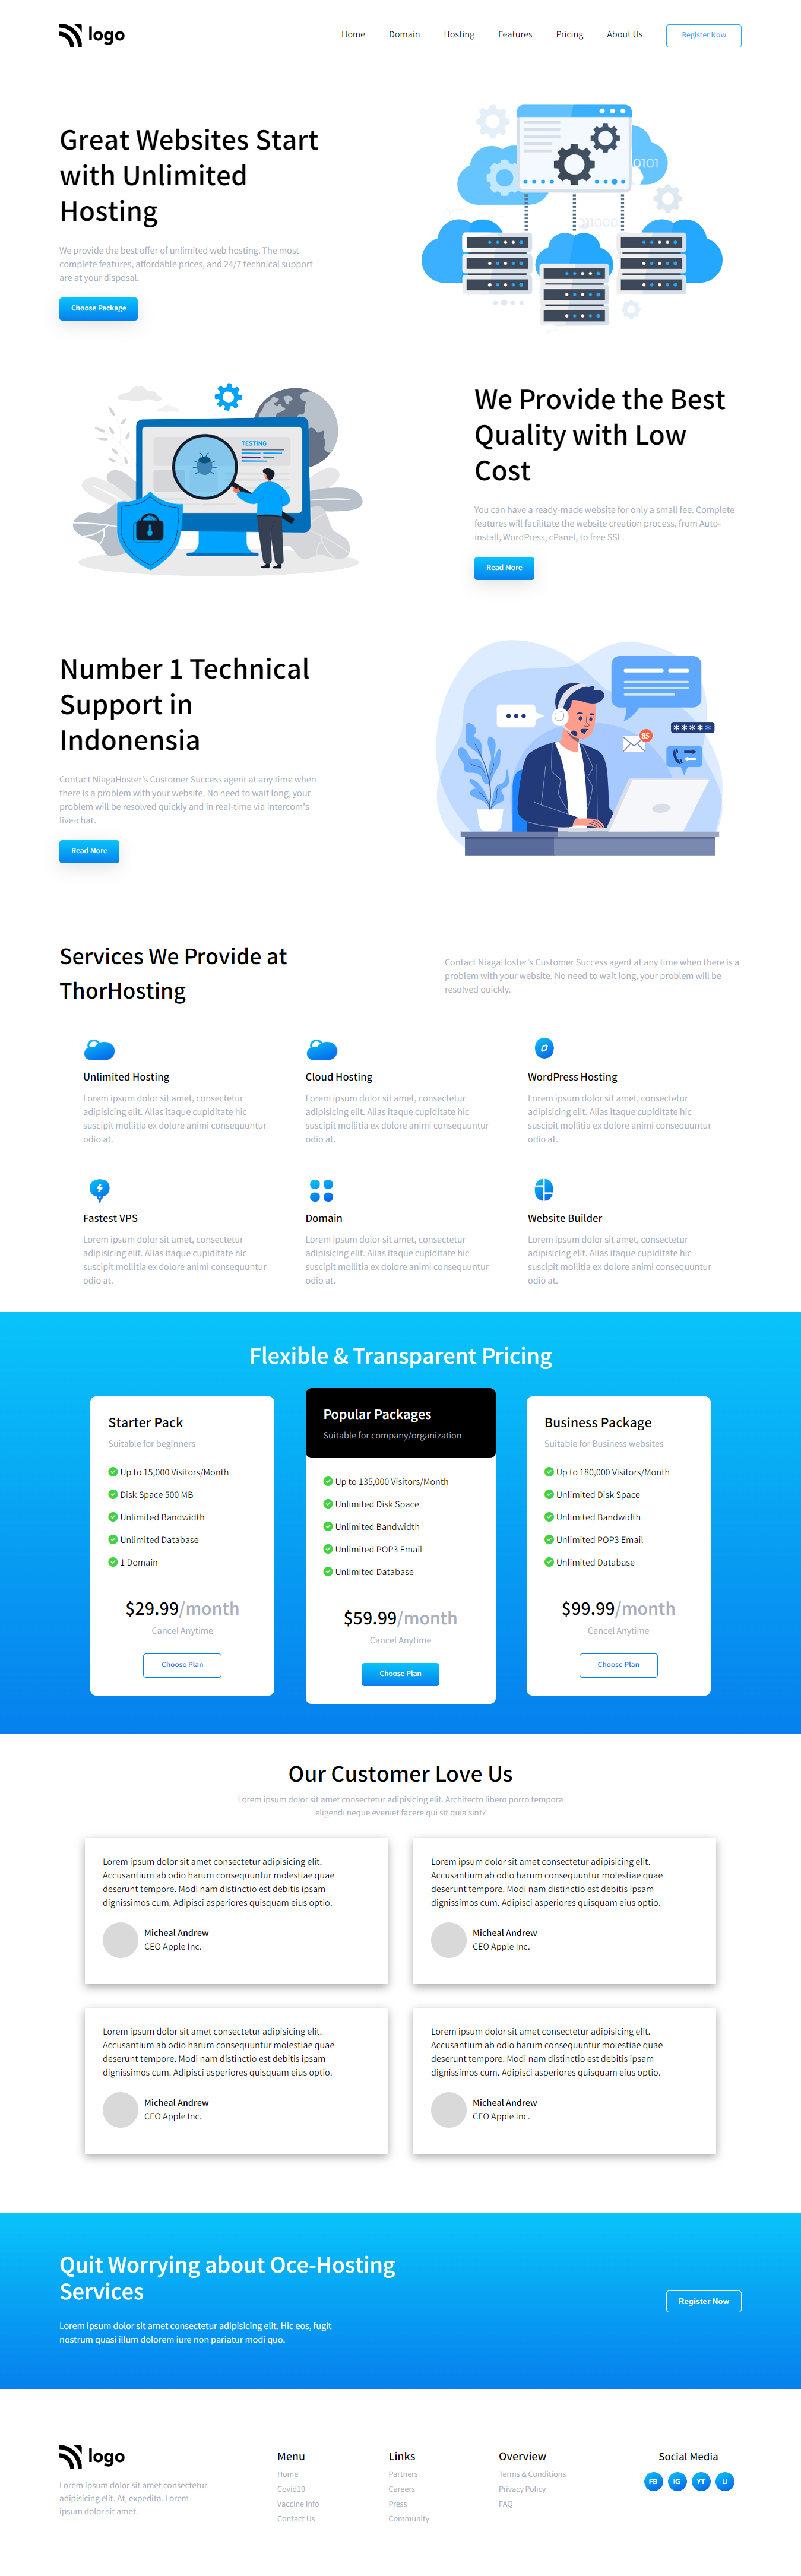 logo
Home Domain Hosting Features Pricing About Us Register Now
Great Websites Start
with Unlimited
Hosting
We provide the best offer of unlimited web hosting. The most
complete features, affordable prices, and 24/7 technical support
are at your disposal.
Choose Package
TESTING
We Provide the Best
Quality with Low
Cost
You can have a ready-made website for only a small fee. Complete
features will facilitate the website creation process, from Auto-
install, WordPress, cPanel, to free SSL.
Read More
Number 1 Technical
Support in
Indonensia
Contact NiagaHoster's Customer Success agent at any time when
there is a problem with your website. No need to wait long, your
problem will be resolved quickly and in real-time via Intercom's
live-chat.
Read More
85
*****
Services We Provide at
ThorHosting
Contact NiagaHoster's Customer Success agent at any time when there is a
problem with your website. No need to wait long, your problem will be
resolved quickly.
Unlimited Hosting
Lorem ipsum dolor sit amet, consectetur
adipisicing elit. Alias itaque cupiditate hic
suscipit mollitia ex dolore animi consequuntur
odio at.
Cloud Hosting
Lorem ipsum dolor sit amet, consectetur
adipisicing elit. Alias itaque cupiditate hic
suscipit mollitia ex dolore animi consequuntur
odio at.
WordPress Hosting
Lorem ipsum dolor sit amet, consectetur
adipisicing elit. Alias itaque cupiditate hic
suscipit mollitia ex dolore animi consequuntur
odio at.
Fastest VPS
Lorem ipsum dolor sit amet, consectetur
adipisicing elit. Alias itaque cupiditate hic
suscipit mollitia ex dolore animi consequuntur
odio at.
Domain
Lorem ipsum dolor sit amet, consectetur
adipisicing elit. Alias itaque cupiditate hic
suscipit mollitia ex dolore animi consequuntur
odio at.
Website Builder
Lorem ipsum dolor sit amet, consectetur
adipisicing elit. Alias itaque cupiditate hic
suscipit mollitia ex dolore animi consequuntur
odio at.
Flexible & Transparent Pricing
Starter Pack
Suitable for beginners
Up to 15,000 Visitors/Month
Disk Space 500 MB
Unlimited Bandwidth
Unlimited Database
1 Domain
$29.99/month
Cancel Anytime
Choose Plan
Popular Packages
Suitable for company/organization
Up to 135,000 Visitors/Month
Unlimited Disk Space
Unlimited Bandwidth
Unlimited POP3 Email
Unlimited Database
$59.99/month
Cancel Anytime
Choose Plan
Business Package
Suitable for Business websites
Up to 180,000 Visitors/Month
Unlimited Disk Space
Unlimited Bandwidth
Unlimited POP3 Email
Unlimited Database
$99.99/month
Cancel Anytime
Choose Plan
Our Customer Love Us
Lorem ipsum dolor sit amet consectetur adipisicing elit. Architecto libero porro tempora
eligendi neque eveniet facere qui sit quia sint?
Lorem ipsum dolor sit amet consectetur adipisicing elit.
Accusantium ab odio harum consequuntur molestiae quae
deserunt tempore. Modi nam distinctio est debitis ipsam
dignissimos cum. Adipisci asperiores quisquam eius optio.
Micheal Andrew
CEO Apple Inc.
Lorem ipsum dolor sit amet consectetur adipisicing elit.
Accusantium ab odio harum consequuntur molestiae quae
deserunt tempore. Modi nam distinctio est debitis ipsam
dignissimos cum. Adipisci asperiores quisquam eius optio.
Micheal Andrew
CEO Apple Inc.
Lorem ipsum dolor sit amet consectetur adipisicing elit.
Accusantium ab odio harum consequuntur molestiae quae
deserunt tempore. Modi nam distinctio est debitis ipsam
dignissimos cum. Adipisci asperiores quisquam eius optio.
Micheal Andrew
CEO Apple Inc.
Lorem ipsum dolor sit amet consectetur adipisicing elit.
Accusantium ab odio harum consequuntur molestiae quae
deserunt tempore. Modi nam distinctio est debitis ipsam
dignissimos cum. Adipisci asperiores quisquam eius optio.
Micheal Andrew
CEO Apple Inc.
Quit Worrying about Oce-Hosting
Services
Lorem ipsum dolor sit amet consectetur adipisicing elit. Hic eos, fugit
nostrum quasi illum dolorem iure non pariatur modi quo.
Register Now
logo
Lorem ipsum dolor sit amet consectetur
adipisicing elit. At, expedita. Lorem
ipsum dolor sit amet.
Menu
Home
Covid19
Vaccine Info
Contact Us
Links
Partners
Careers
Press
Community
Overview
Terms & Conditions
Privacy Policy
FAQ
Social Media
FB IG YT LI